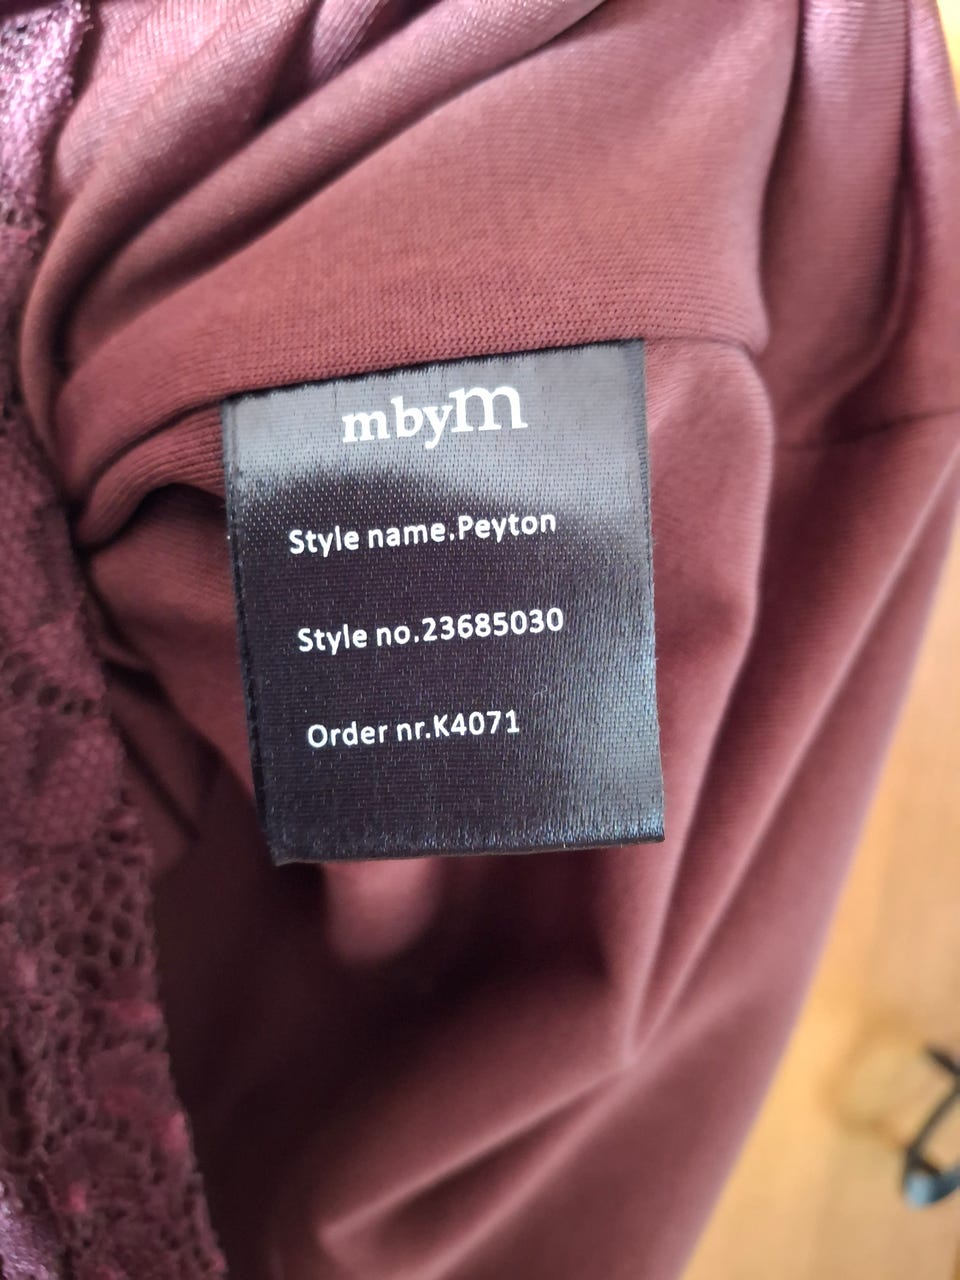 mbym
Style name.Peyton
Style no.23685030
Order nr.K4071